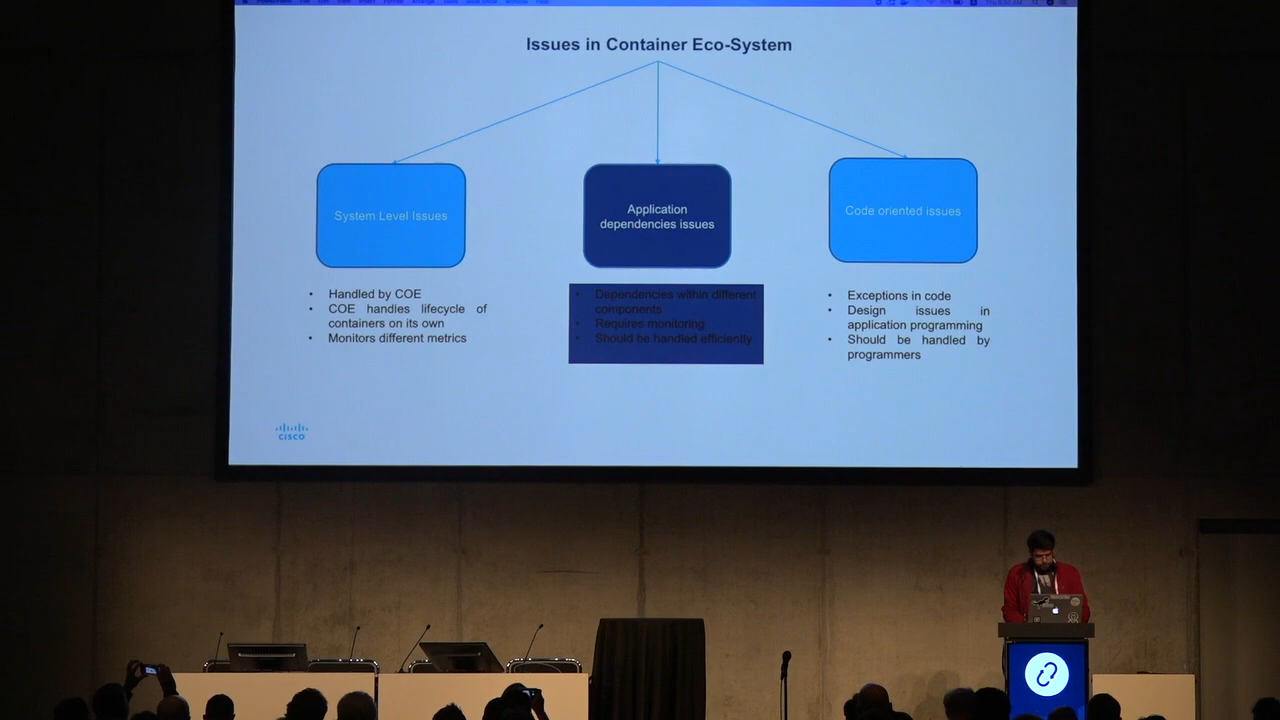 Issues in Container Eco-System
System Level Issues
Application
dependencies issues
Code oriented issues
• Handled by COE
• COE handles lifecycle of
containers on its own
• Monitors different metrics
• Dependencies within different
components
• Requires monitoring
• Should be handled efficiently
• Exceptions in code
• Design issues in
application programming
• Should be handled by
programmers
CISCO